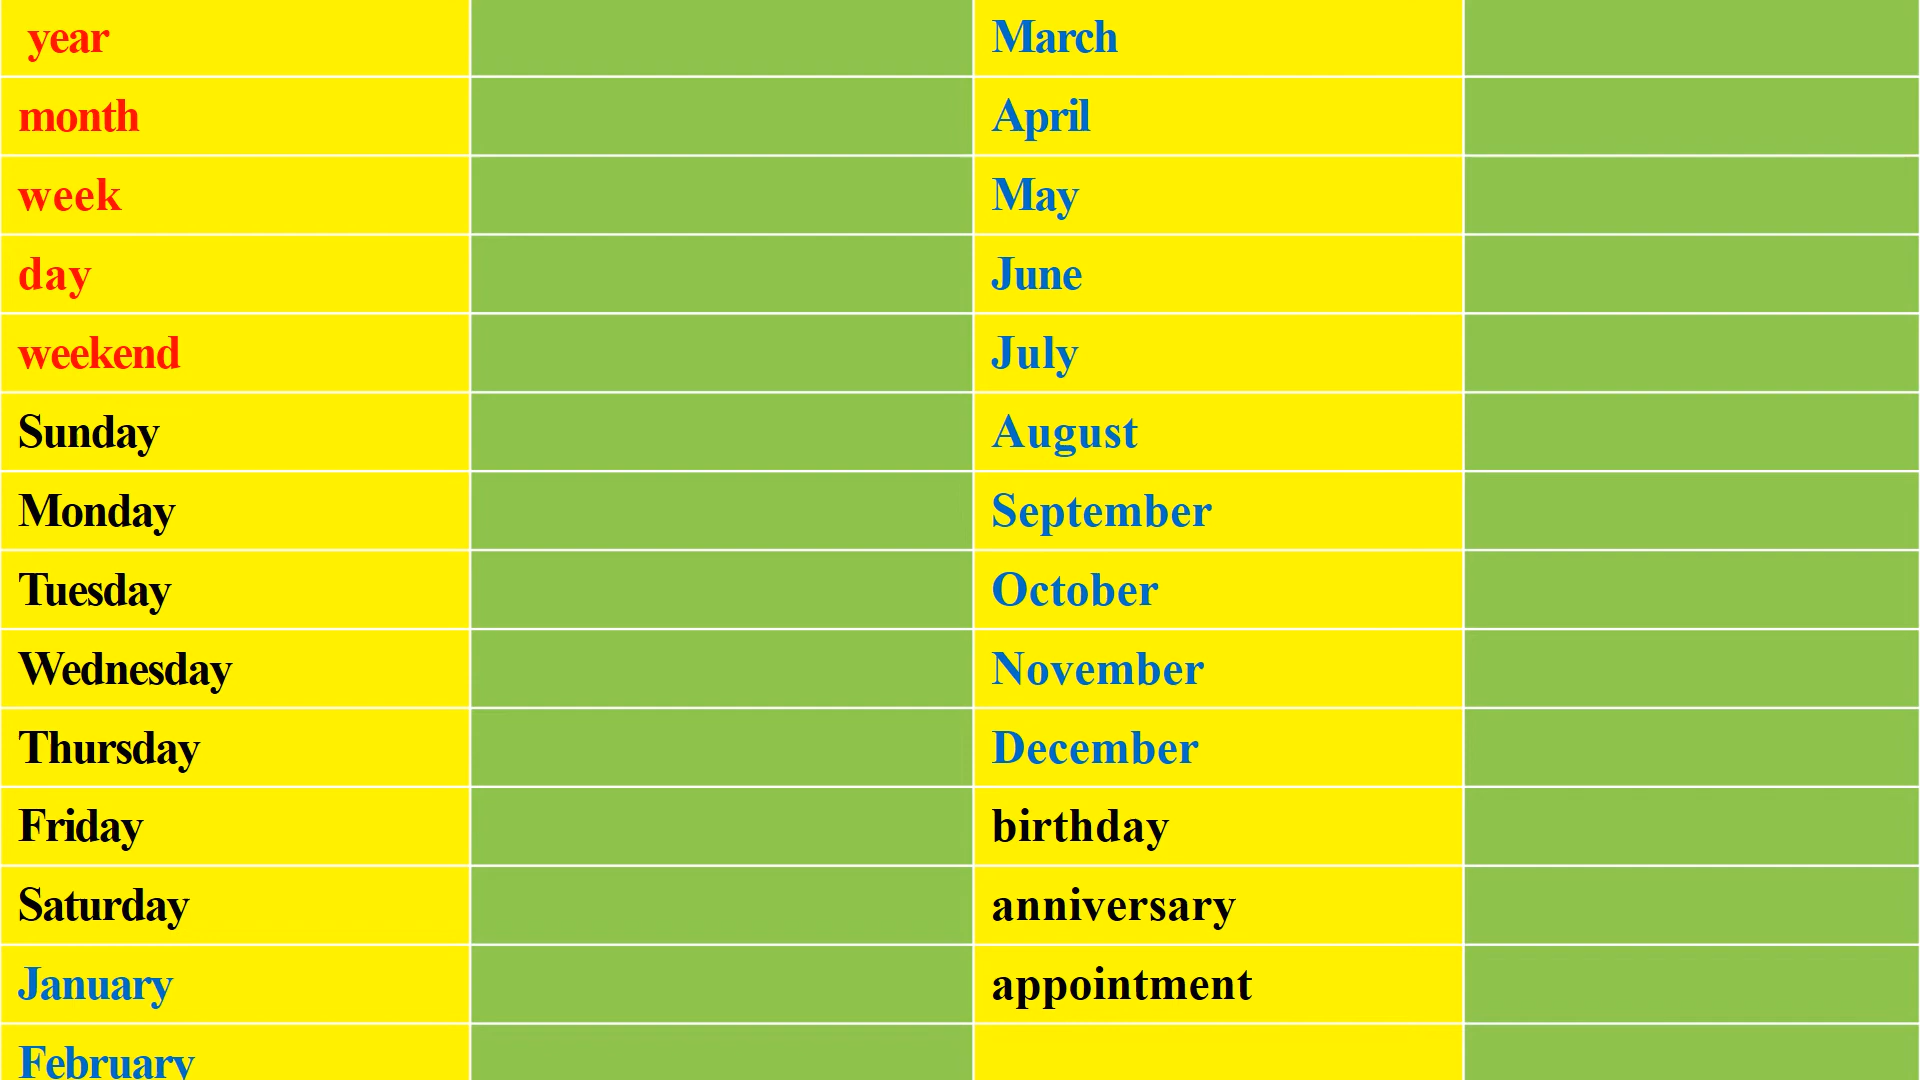 year
month
week
day
weekend
Sunday
Monday
Tuesday
Wednesday
Thursday
Friday
Saturday
January
February
March
April
May
June
July
August
September
October
November
December
birthday
anniversary
appointment